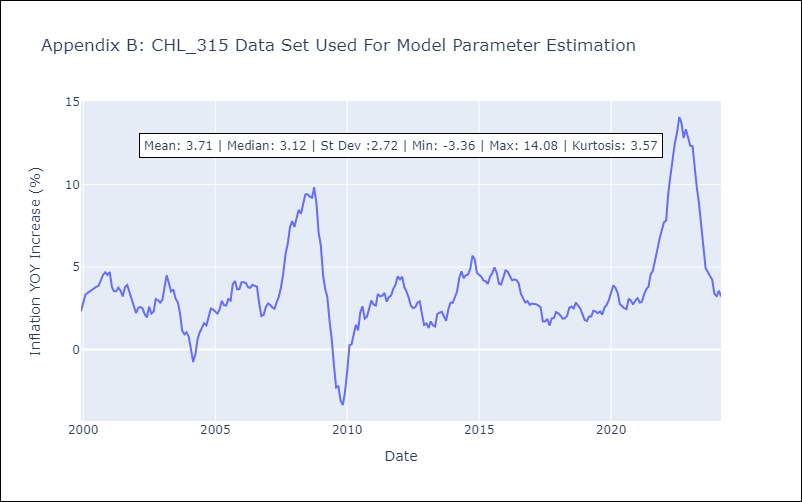 Appendix B: CHL_315 Data Set Used For Model Parameter Estimation
15
Mean: 3.71 | Median: 3.12 | St Dev :2.72 | Min: -3.36 | Max: 14.08 | Kurtosis: 3.57
10
5
0
Inflation YOY Increase (%)
2000 2005 2010 2015 2020
Date